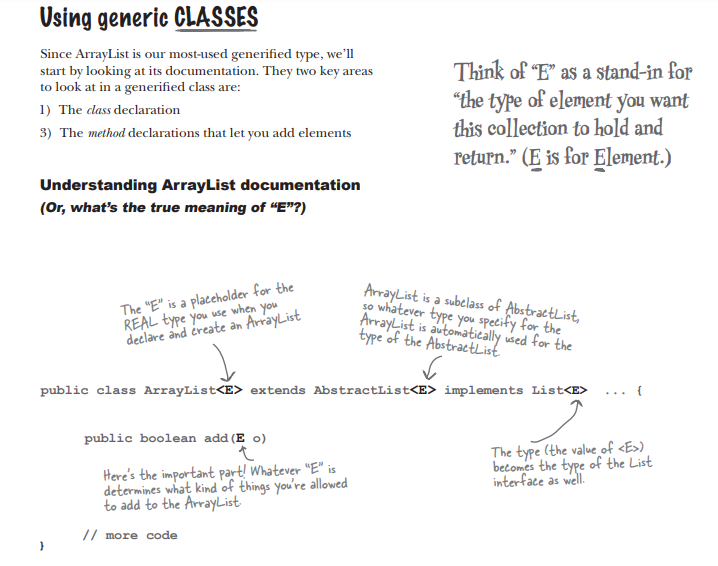 Using generic CLASSES
Since ArrayList is our most-used generified type, we'll
start by looking at its documentation. They two key areas
to look at in a generified class are:
1) The class declaration
3) The method declarations that let you add elements
Think of "E" as a stand-in for
"the type of element you want
this collection to hold and
return." (E is for Element.)
Understanding ArrayList documentation
(Or, what's the true meaning of "E"?)
The "E" is a placeholder for the
REAL type you use when you
declare and create an ArrayList
ArrayList is a subclass of AbstractList,
so whatever type you specify for the
ArrayList is automatically used for the
type of the AbstractList.
public class ArrayList<E> extends AbstractList<E> implements List<E> ... {
public boolean add(E o)
Here's the important part! Whatever "E" is
determines what kind of things you're allowed
to add to the ArrayList.
The type (the value of <E>)
becomes the type of the List
interface as well.
// more code
}